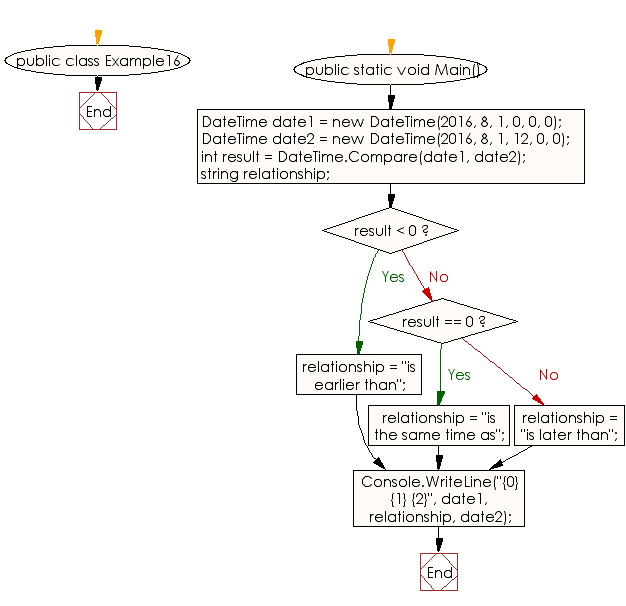 public class Example16
End
public static void Main()
DateTime date1 = new DateTime(2016, 8, 1, 0, 0, 0);
DateTime date2 = new DateTime(2016, 8, 1, 12, 0, 0);
int result = DateTime.Compare(date1, date2);
string relationship;
result < 0 ?
Yes
No
result == 0 ?
relationship = "is
earlier than";
Yes
No
relationship = "is
the same time as";
relationship =
"is later than";
Console.WriteLine("{0}
{1} {2}", date1,
relationship, date2);
End